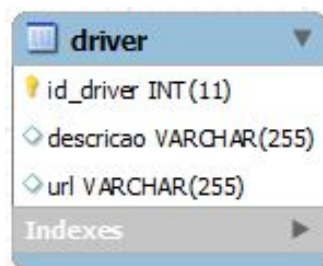 driver
id_driver INT(11)
descricao VARCHAR(255)
url VARCHAR(255)
Indexes